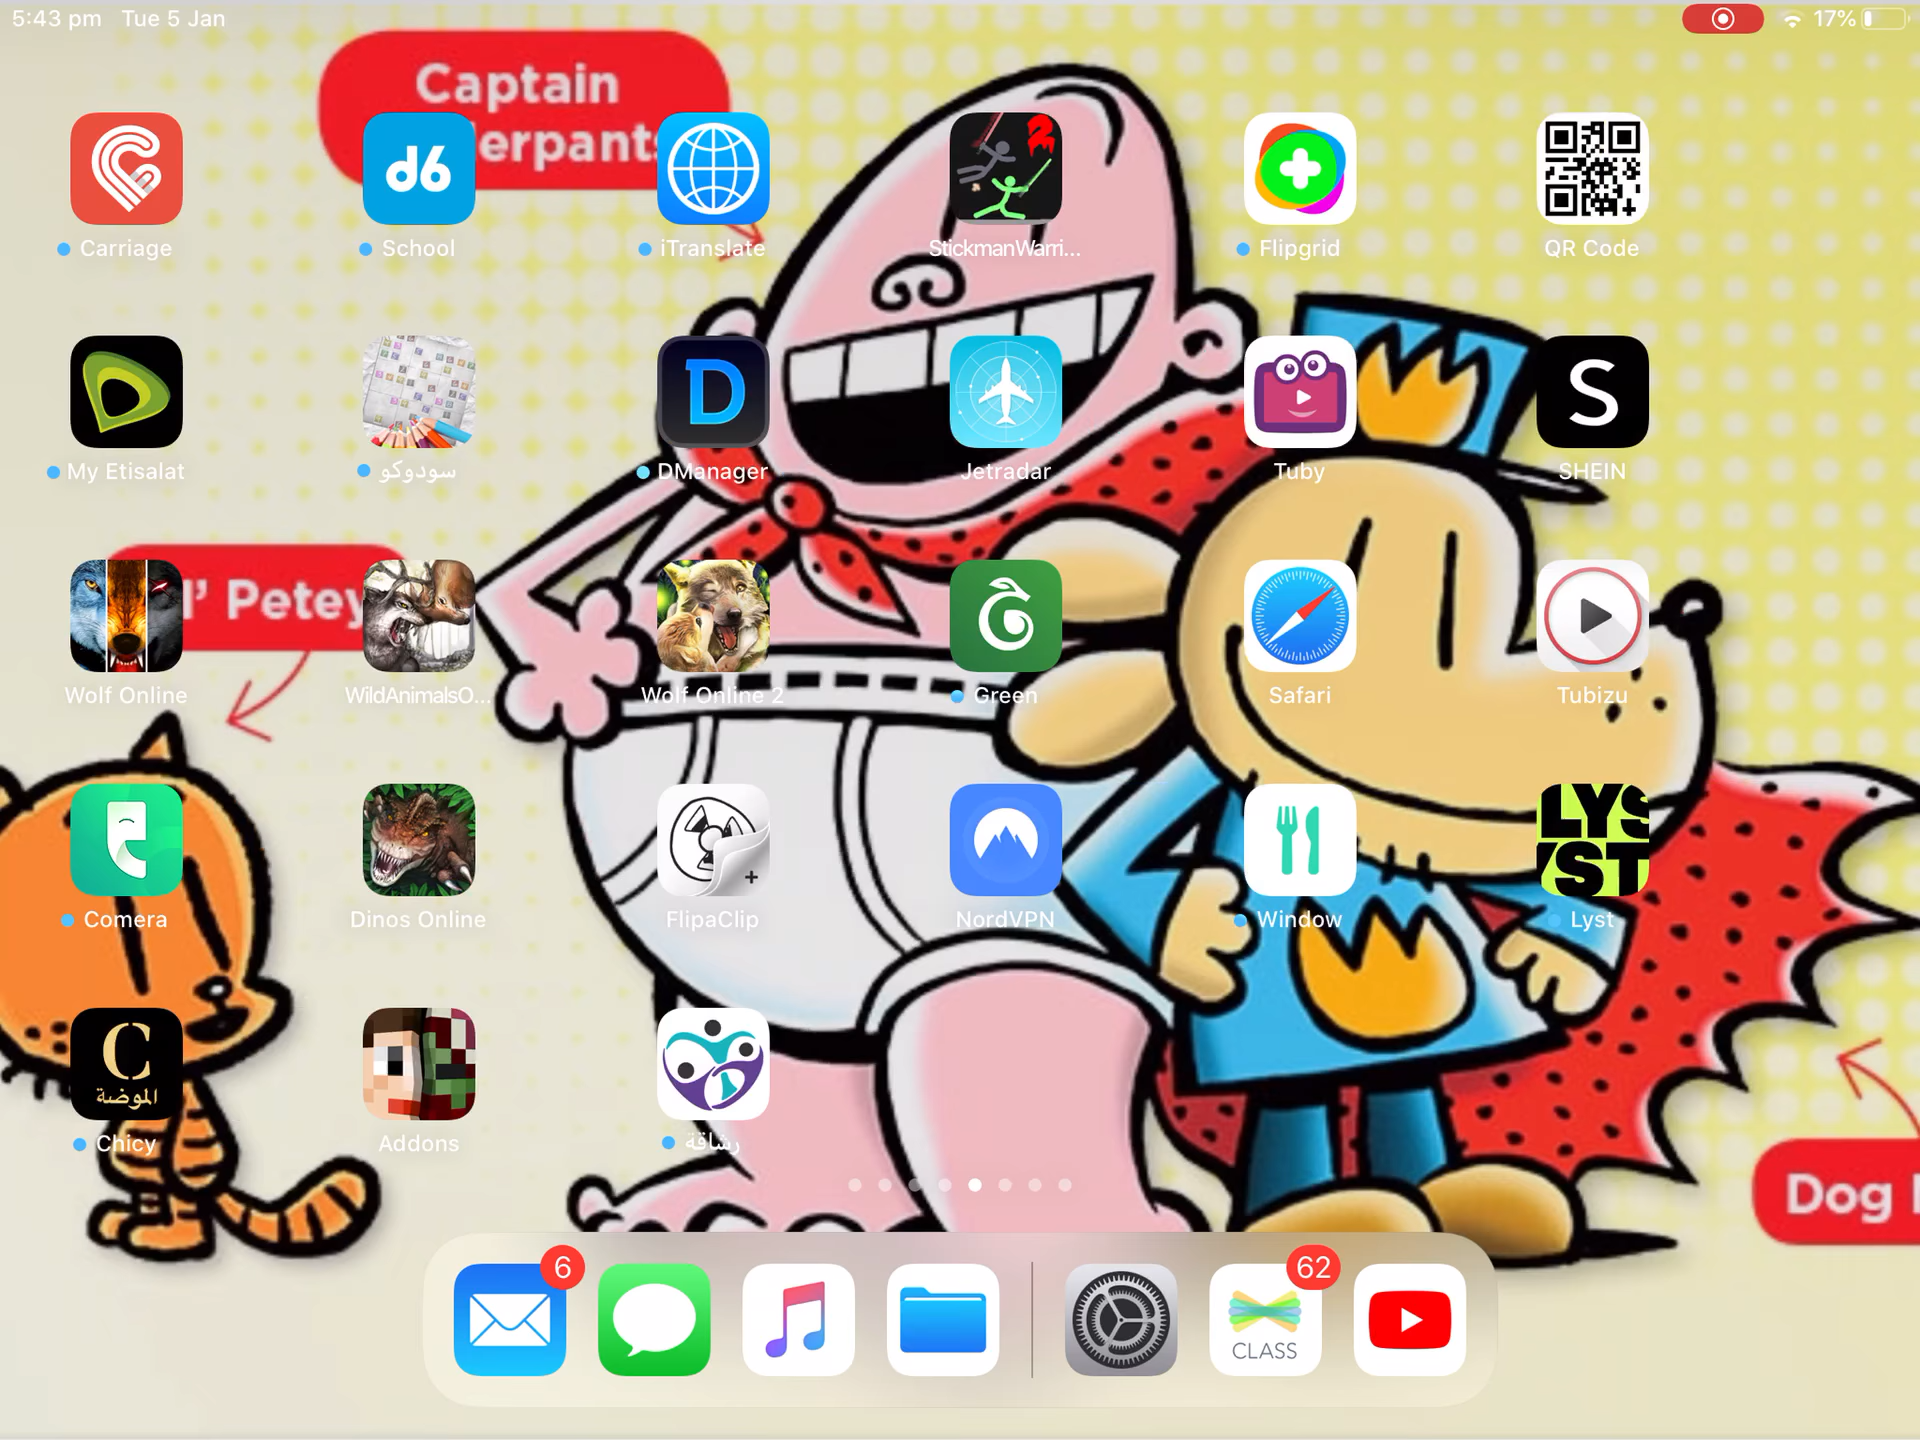 5:43 pm Tue 5 Jan
17%
Captain
erpants
d6
Carriage
School
iTranslate
StickmanWarri...
Flipgrid
QR Code
D
S
My Etisalat
سودوكو
DManager
Jetradar
Tuby
SHEIN
l' Petey
Wolf Online
WildAnimalsO...
Wolf Online 2
Green
Safari
Tubizu
LYS
YST
Comera
Dinos Online
FlipaClip
NordVPN
Window
Lyst
C
الموضة
Chicy
Addons
رشاقة
Dog
6
62
CLASS